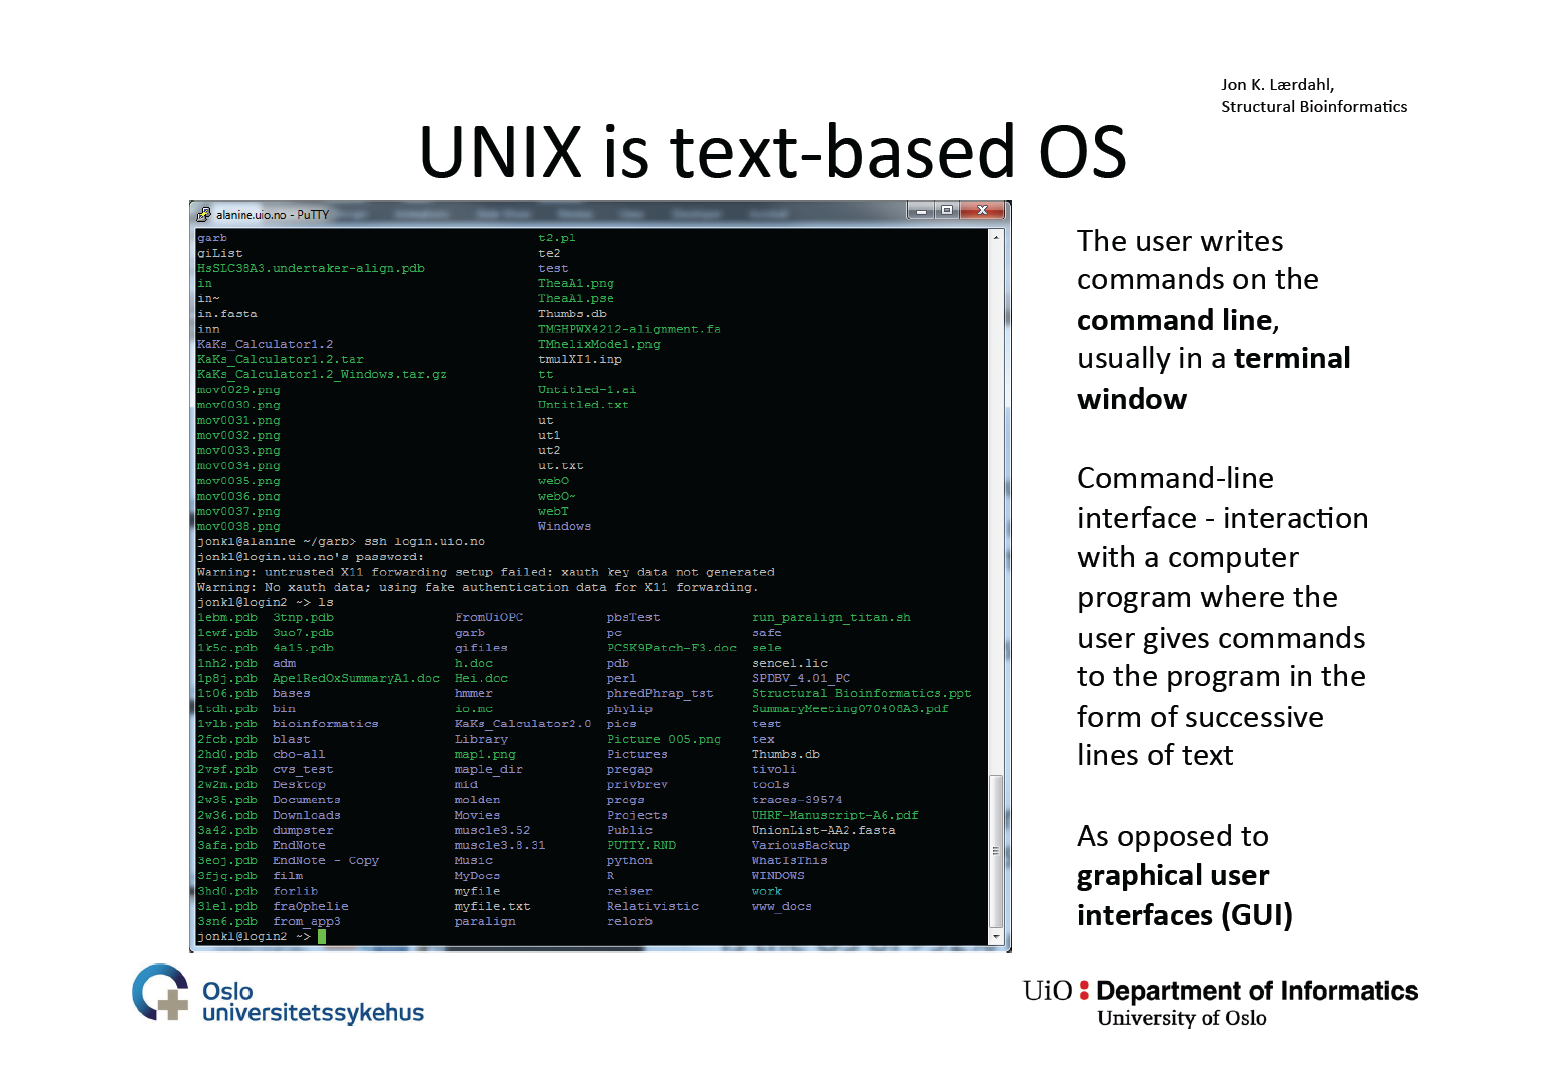 Jon K. Lærdahl,
Structural Bioinformatics
UNIX is text-based OS
alanine.uio.no - PuTTY
garb t2.pl
giList te2
HsSLC38A3.undertaker-align.pdb test
in TheaA1.png
in~ TheaA1.pse
in.fasta Thumbs.db
inn TMGHPWX4212-alignment.fa
KaKs_Calculator1.2 TMhelixModel.png
KaKs_Calculator1.2.tar tmulXI1.inp
KaKs_Calculator1.2_Windows.tar.gz tt
mov0029.png Untitled-1.ai
mov0030.png Untitled.txt
mov0031.png ut
mov0032.png ut1
mov0033.png ut2
mov0034.png ut.txt
mov0035.png webO
mov0036.png webO~
mov0037.png webT
mov0038.png Windows
jonkl@alanine ~/garb> ssh login.uio.no
jonkl@login.uio.no's password:
Warning: untrusted X11 forwarding setup failed: xauth key data not generated
Warning: No xauth data; using fake authentication data for X11 forwarding.
jonkl@login2 ~> ls
1ebm.pdb 3tnp.pdb FromUiOPC pbsTest run_paralign_titan.sh
1ewf.pdb 3uo7.pdb garb pc safe
1k5c.pdb 4a15.pdb gifiles PCSK9Patch-F3.doc sele
1nh2.pdb adm h.doc pdb sence1.lic
1p8j.pdb Ape1RedOxSummaryA1.doc Hei.doc perl SPDBV_4.01_PC
1t06.pdb bases hmmer phredPhrap_tst Structural Bioinformatics.ppt
1tdh.pdb bin io.mc phylip SummaryMeeting070408A3.pdf
1vlb.pdb bioinformatics KaKs_Calculator2.0 pics test
2fcb.pdb blast Library Picture 005.png tex
2hd0.pdb cbo-all map1.png Pictures Thumbs.db
2vsf.pdb cvs_test maple_dir pregap tivoli
2w2m.pdb Desktop mid privbrev tools
2w35.pdb Documents molden progs traces-39574
2w36.pdb Downloads Movies Projects UHRF-Manuscript-A6.pdf
3a42.pdb dumpster muscle3.52 Public UnionList-AA2.fasta
3afa.pdb EndNote muscle3.8.31 PUTTY.RND VariousBackup
3eoj.pdb EndNote - Copy Music python WhatIsThis
3fjq.pdb film MyDocs R WINDOWS
3hd0.pdb forlib myfile reiser work
3lel.pdb fraOphelie myfile.txt Relativistic www_docs
3sn6.pdb from_app3 paralign relorb
jonkl@login2 ~>
The user writes
commands on the
command line,
usually in a terminal
window
Command-line
interface - interaction
with a computer
program where the
user gives commands
to the program in the
form of successive
lines of text
As opposed to
graphical user
interfaces (GUI)
Oslo
universitetssykehus
UiO : Department of Informatics
University of Oslo